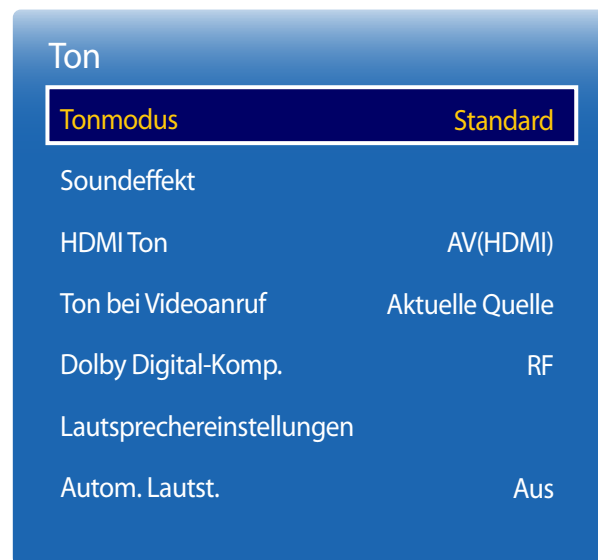 Ton
Tonmodus Standard
Soundeffekt
HDMI Ton AV(HDMI)
Ton bei Videoanruf Aktuelle Quelle
Dolby Digital-Komp. RF
Lautsprechereinstellungen
Autom. Lautst. Aus